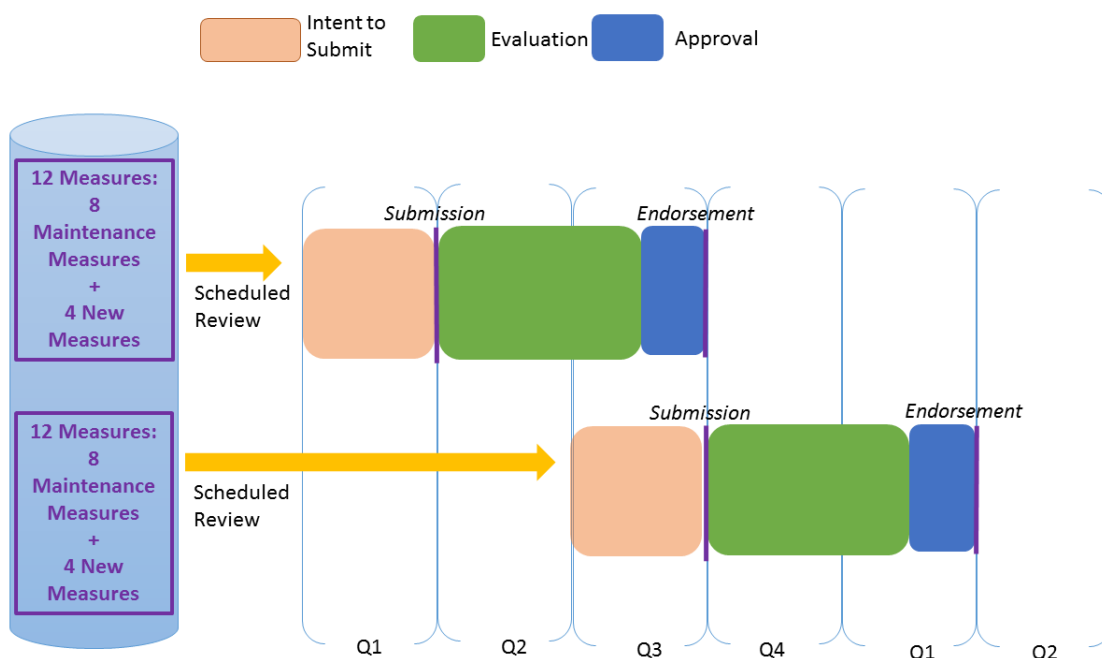 Intent to
Submit
Evaluation
Approval
12 Measures:
8
Maintenance
Measures
+
4 New
Measures
Scheduled
Review
Submission
Endorsement
12 Measures:
8
Maintenance
Measures
+
4 New
Measures
Scheduled
Review
Submission
Endorsement
Q1
Q2
Q3
Q4
Q1
Q2